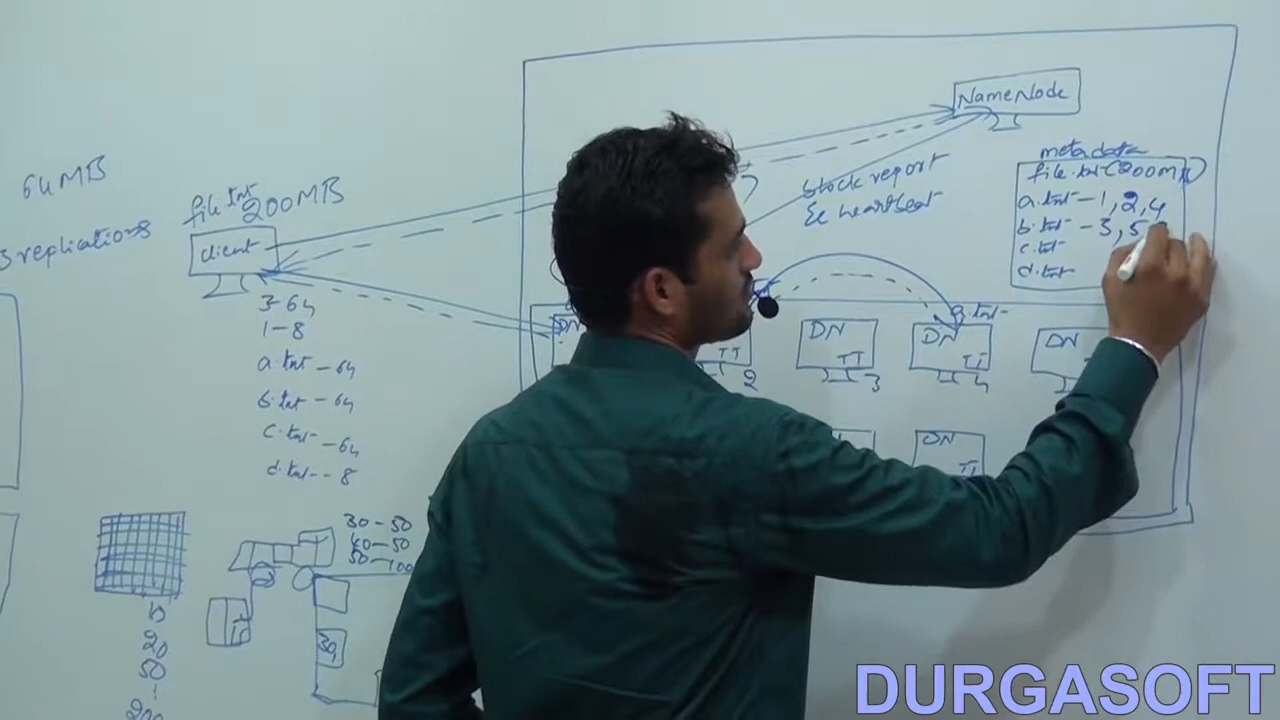 64MB
3 replications
file.txt
200MB
client
3-64
1-8
a.txt-64
b.txt-64
c.txt-64
d.txt-8
30-50
40-50
50-100
10
20
50
200
NameNode
metadata
file.txt(200MB)
a.txt-1,2,4
b.txt-3,5
c.txt
d.txt
block report
& heartbeat
a.txt
DN
TT
2
DN
TT
3
DN
TT
4
DN
DN
TT
DURGASOFT